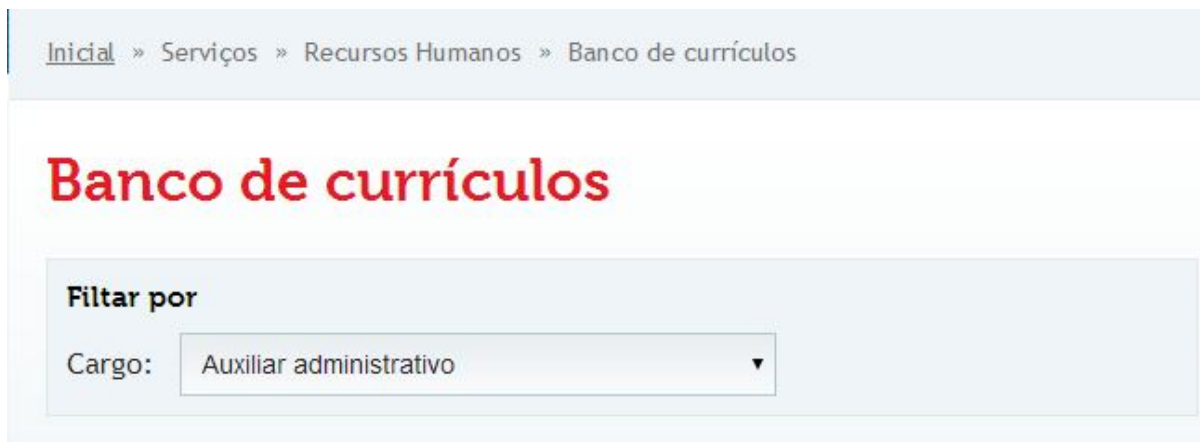 Inicial » Serviços » Recursos Humanos » Banco de currículos
Banco de currículos
Filtar por
Cargo: Auxiliar administrativo